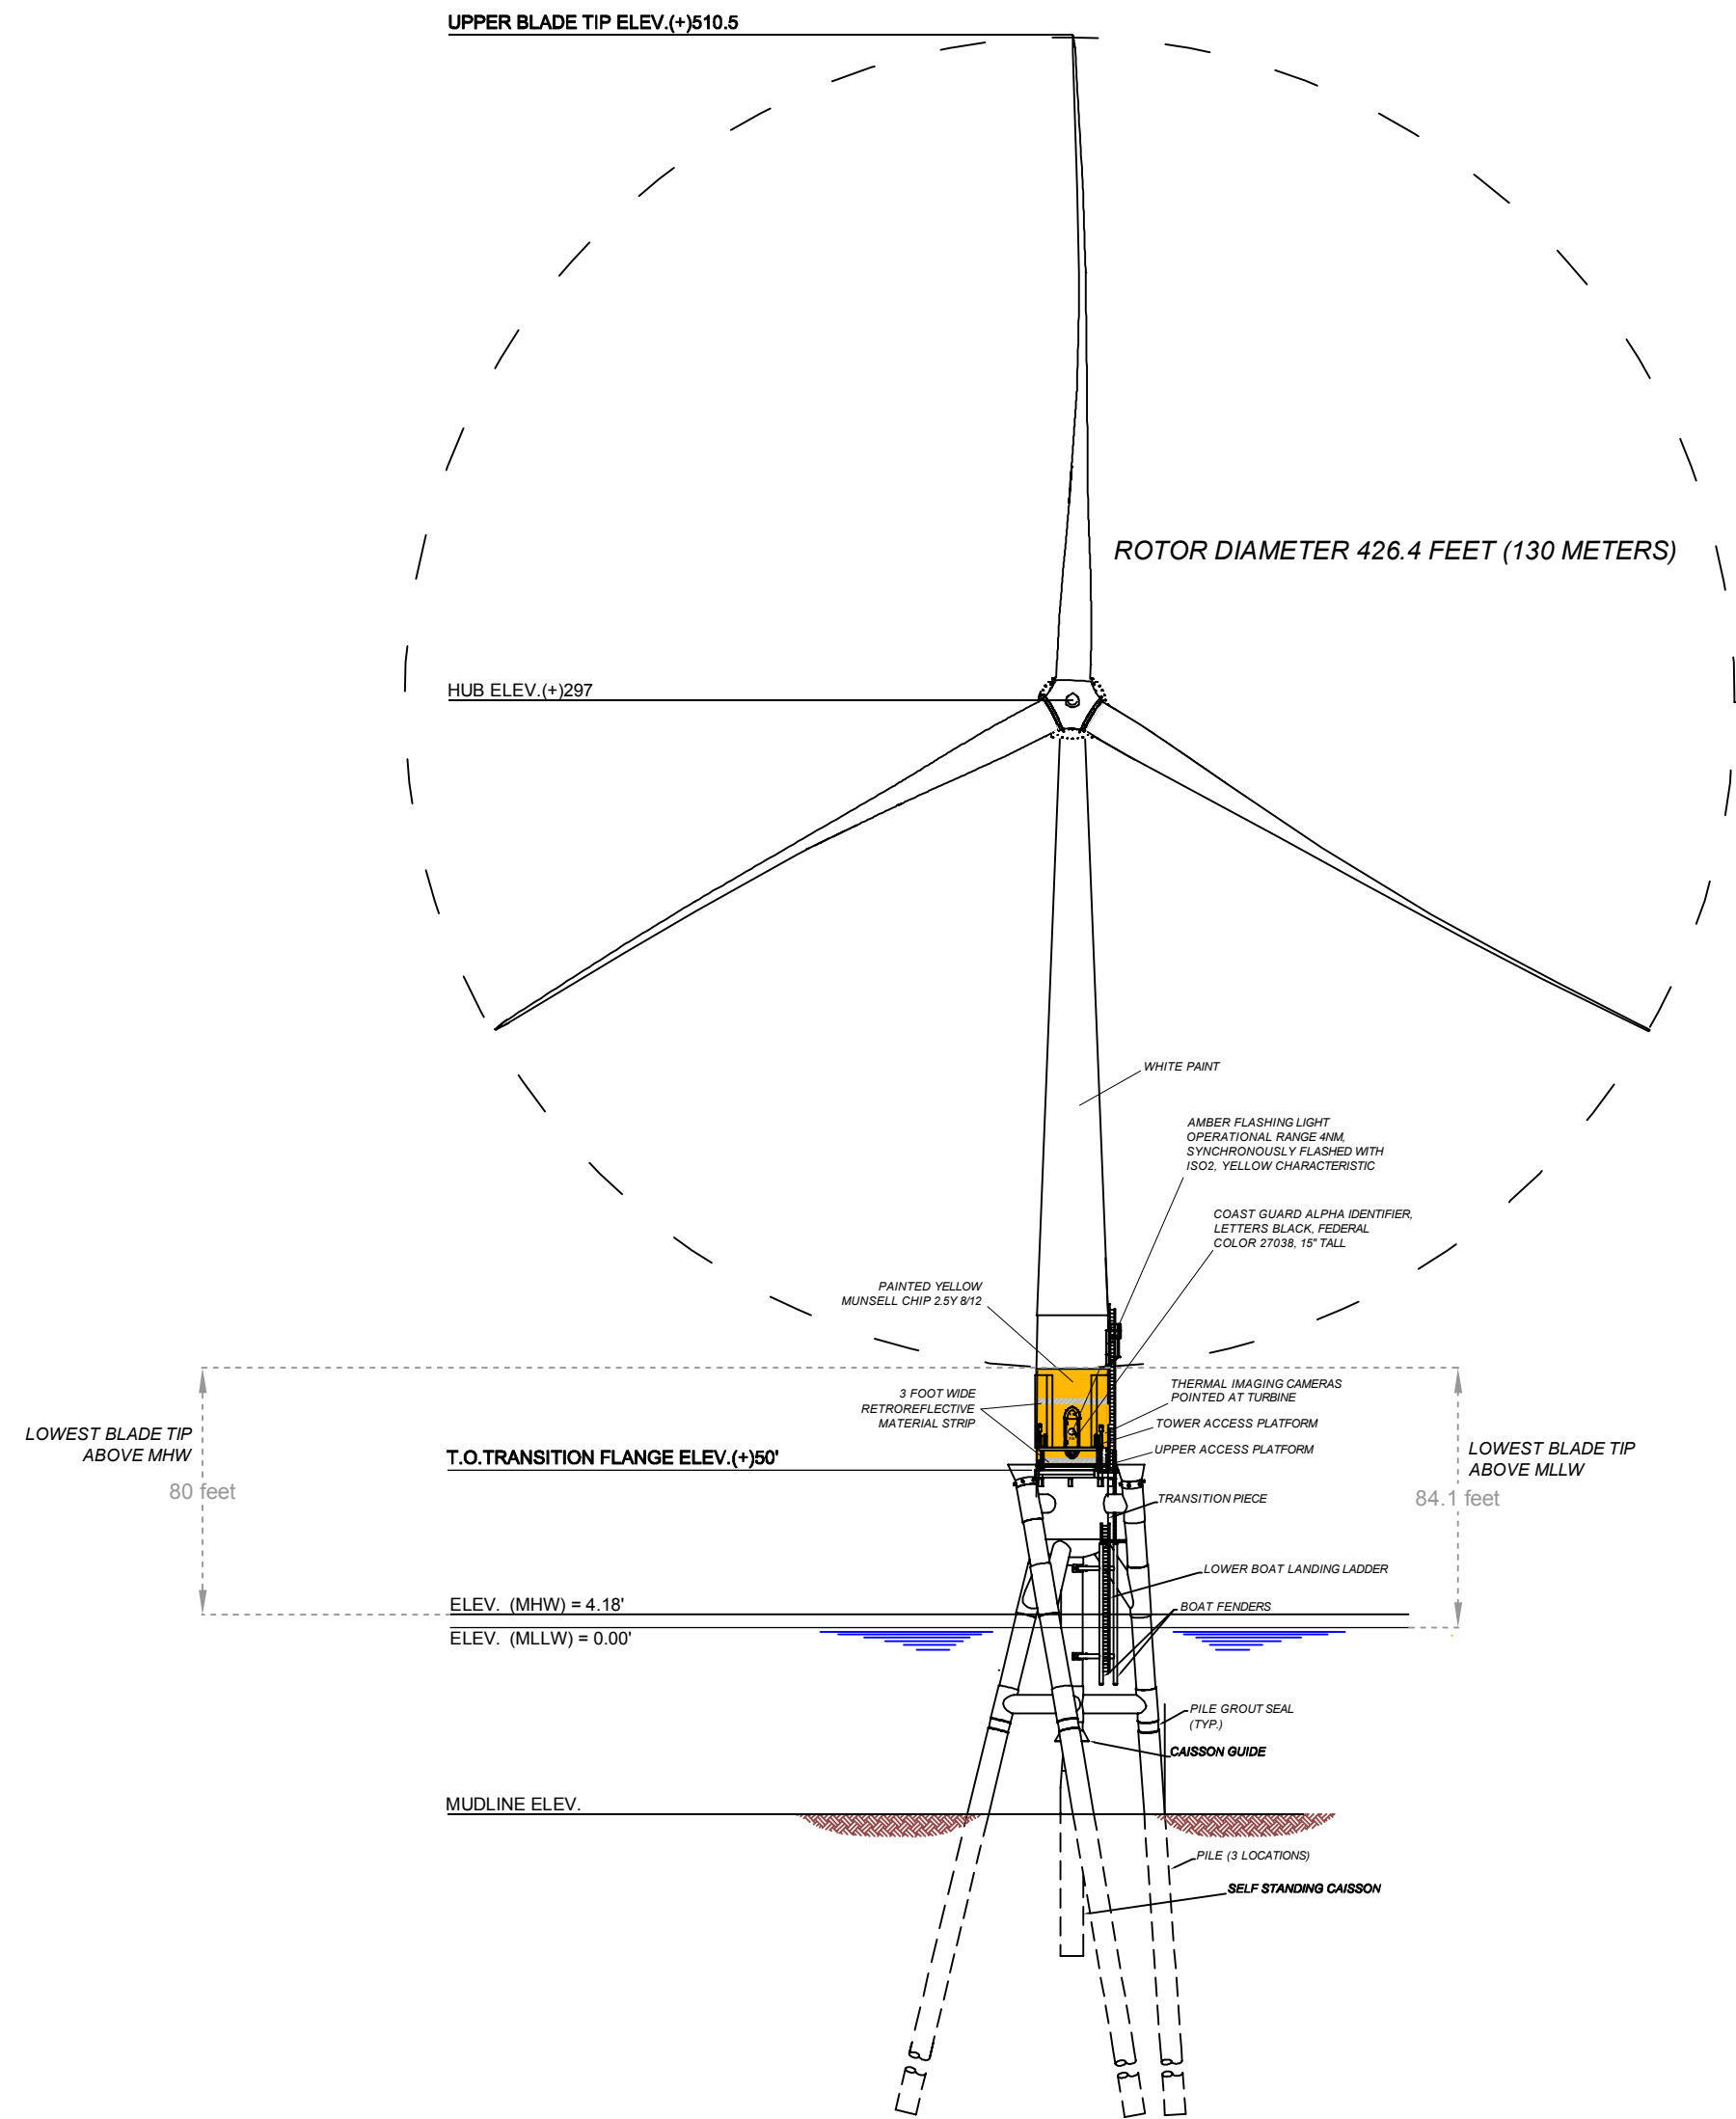 UPPER BLADE TIP ELEV.(+)510.5
ROTOR DIAMETER 426.4 FEET (130 METERS)
HUB ELEV.(+)297
WHITE PAINT
AMBER FLASHING LIGHT
OPERATIONAL RANGE 4NM,
SYNCHRONOUSLY FLASHED WITH
ISO2, YELLOW CHARACTERISTIC
COAST GUARD ALPHA IDENTIFIER,
LETTERS BLACK, FEDERAL
COLOR 27038, 15" TALL
PAINTED YELLOW
MUNSELL CHIP 2.5Y 8/12
3 FOOT WIDE
RETROREFLECTIVE
MATERIAL STRIP
THERMAL IMAGING CAMERAS
POINTED AT TURBINE
TOWER ACCESS PLATFORM
UPPER ACCESS PLATFORM
LOWEST BLADE TIP
ABOVE MHW
80 feet
T.O.TRANSITION FLANGE ELEV.(+)50'
LOWEST BLADE TIP
ABOVE MLLW
84.1 feet
TRANSITION PIECE
LOWER BOAT LANDING LADDER
BOAT FENDERS
ELEV. (MHW) = 4.18'
ELEV. (MLLW) = 0.00'
PILE GROUT SEAL
(TYP.)
CAISSON GUIDE
MUDLINE ELEV.
PILE (3 LOCATIONS)
SELF STANDING CAISSON